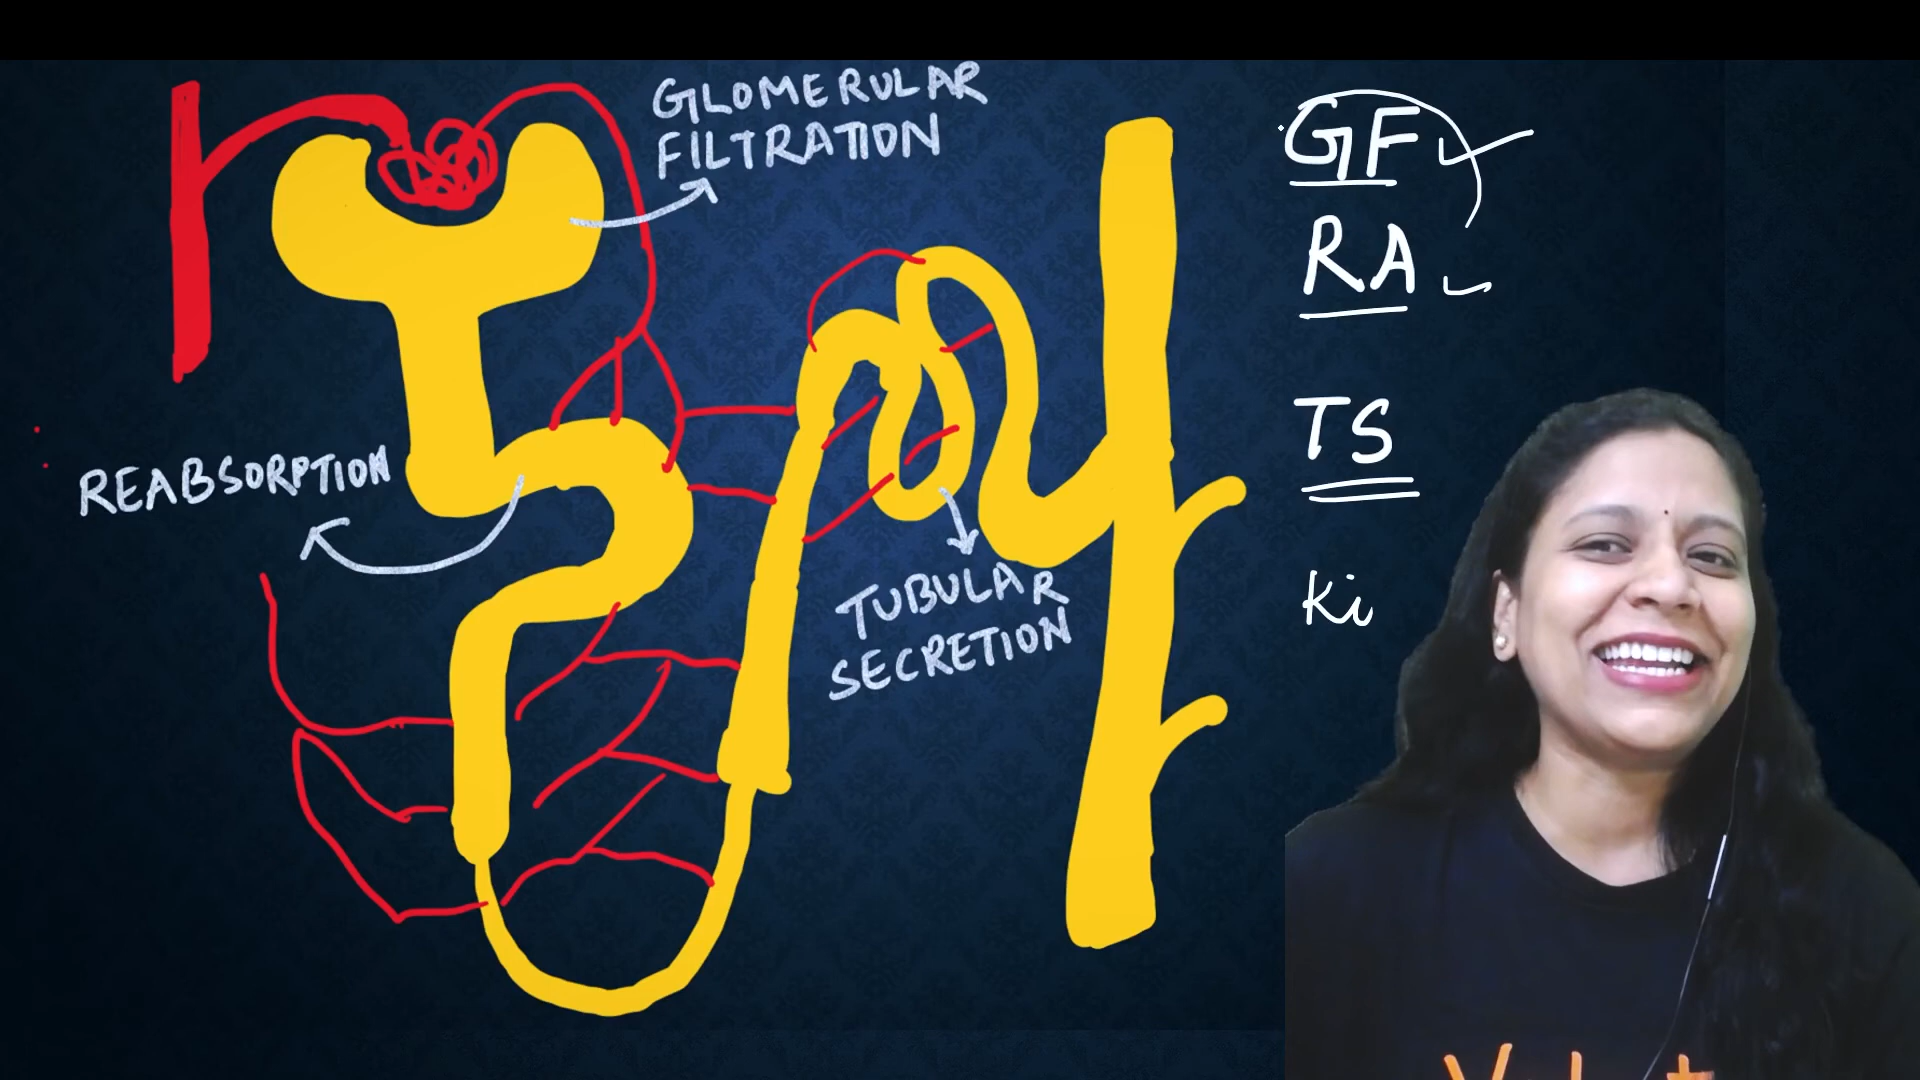 GLOMERULAR
FILTRATION
REABSORPTION
TUBULAR
SECRETION
GF
RA
TS
Ki